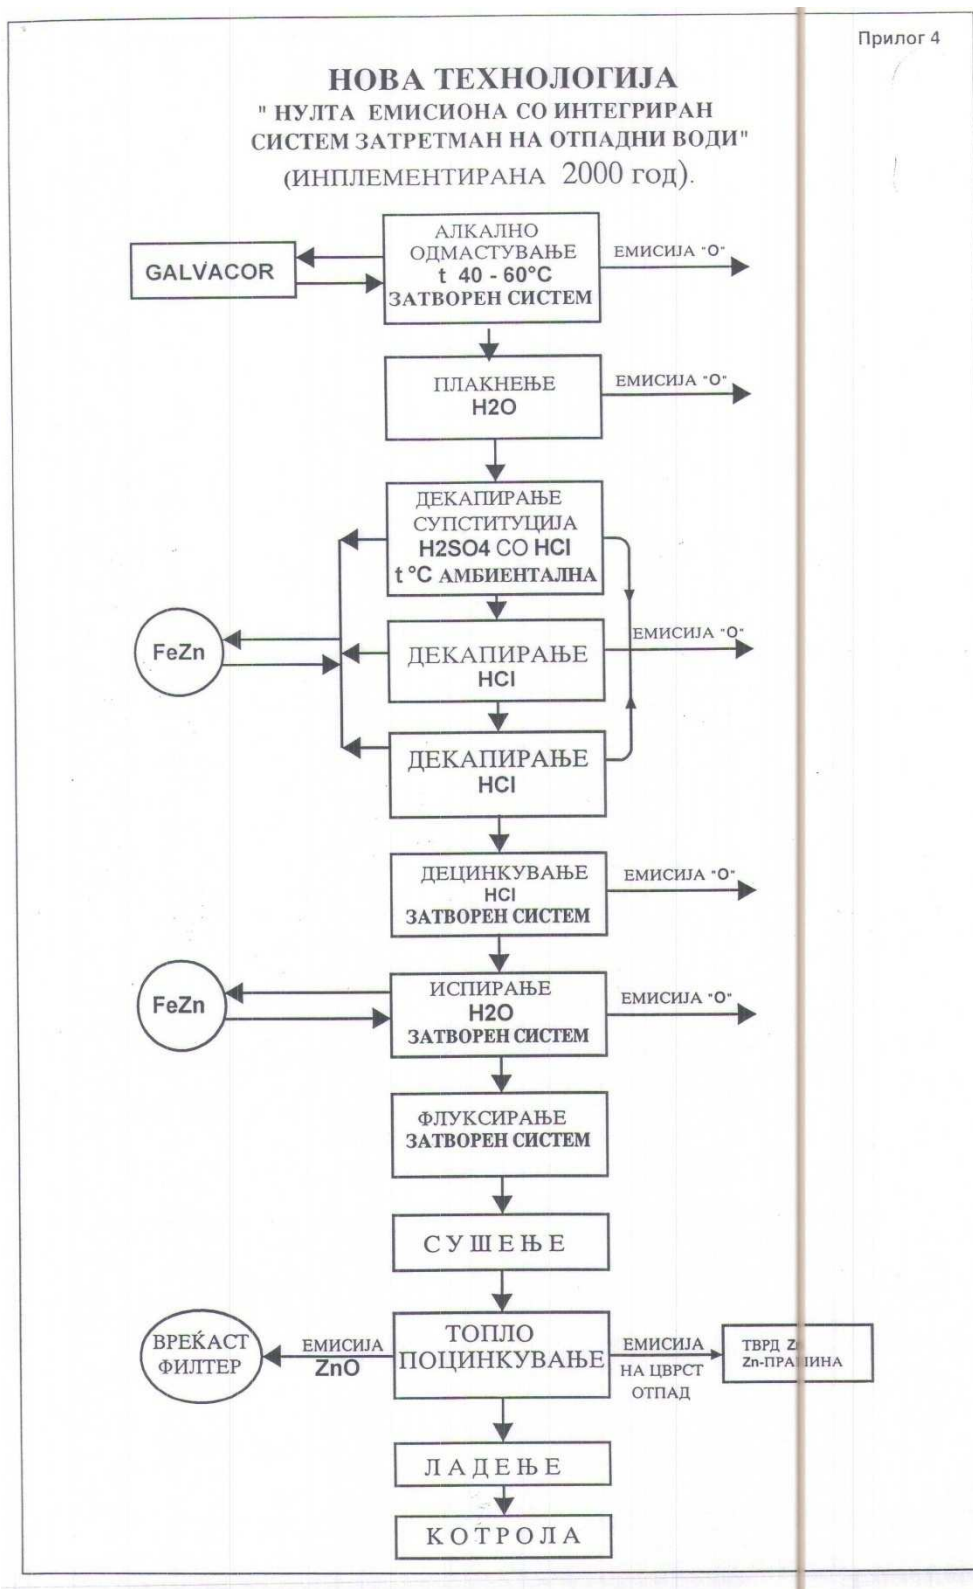 Прилог 4
НОВА ТЕХНОЛОГИЈА
" НУЛТА ЕМИСИОНА СО ИНТЕГРИРАН
СИСТЕМ ЗАТРЕТМАН НА ОТПАДНИ ВОДИ"
(ИНПЛЕМЕНТИРАНА 2000 год).
GALVACOR
АЛКАЛНО
ОДМАСТУВАЊЕ
t 40 - 60°C
ЗАТВОРЕН СИСТЕМ
ЕМИСИЈА "О"
ПЛАКНЕЊЕ
H2O
ЕМИСИЈА "О"
ДЕКАПИРАЊЕ
СУПСТИТУЦИЈА
H2SO4 СО HCl
t °C АМБИЕНТАЛНА
FeZn
ДЕКАПИРАЊЕ
HCl
ЕМИСИЈА "О"
ДЕКАПИРАЊЕ
HCl
ДЕЦИНКУВАЊЕ
HCl
ЗАТВОРЕН СИСТЕМ
ЕМИСИЈА "О"
FeZn
ИСПИРАЊЕ
H2O
ЗАТВОРЕН СИСТЕМ
ЕМИСИЈА "О"
ФЛУКСИРАЊЕ
ЗАТВОРЕН СИСТЕМ
СУШЕЊЕ
ВРЕЌАСТ
ФИЛТЕР
ЕМИСИЈА
ZnO
ТОПЛО
ПОЦИНКУВАЊЕ
ЕМИСИЈА
НА ЦВРСТ
ОТПАД
ТВРД Zn
Zn-ПРАШИНА
ЛАДЕЊЕ
КОТРОЛА